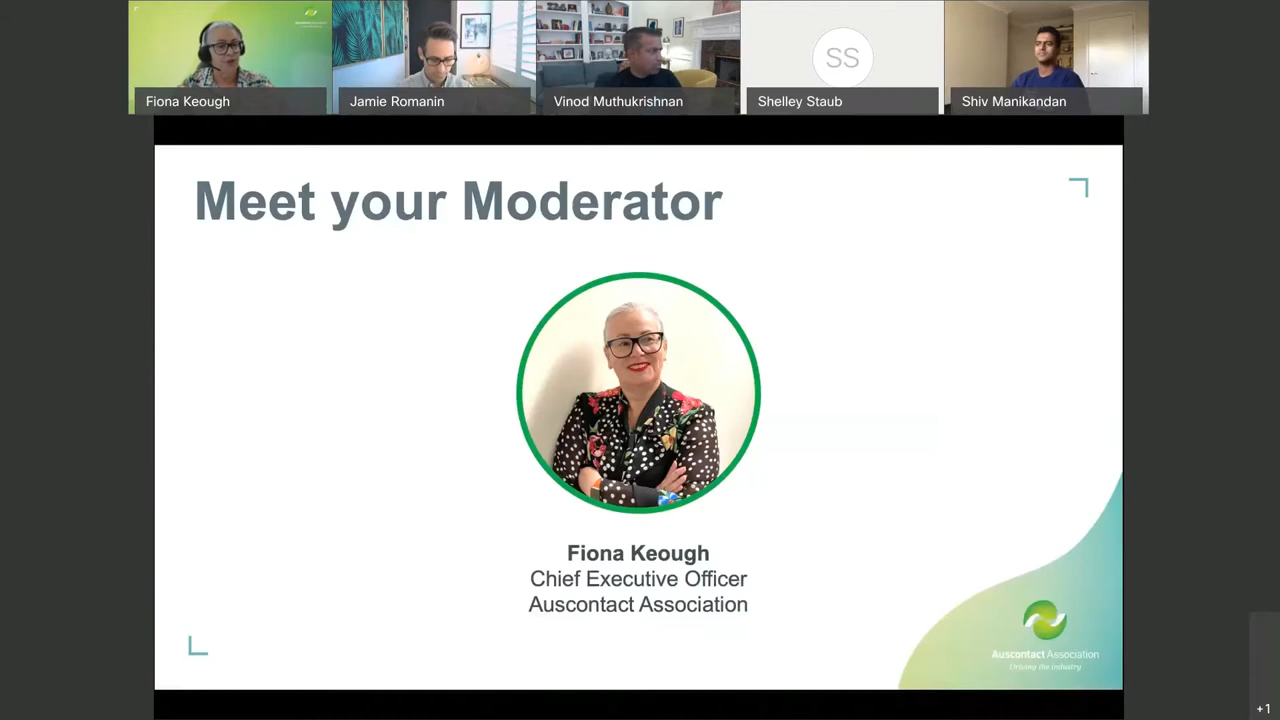 Fiona Keough
Jamie Romanin
Vinod Muthukrishnan
SS
Shelley Staub
Shiv Manikandan
Meet your Moderator
Fiona Keough
Chief Executive Officer
Auscontact Association
Auscontact Association
Driving the industry
+1